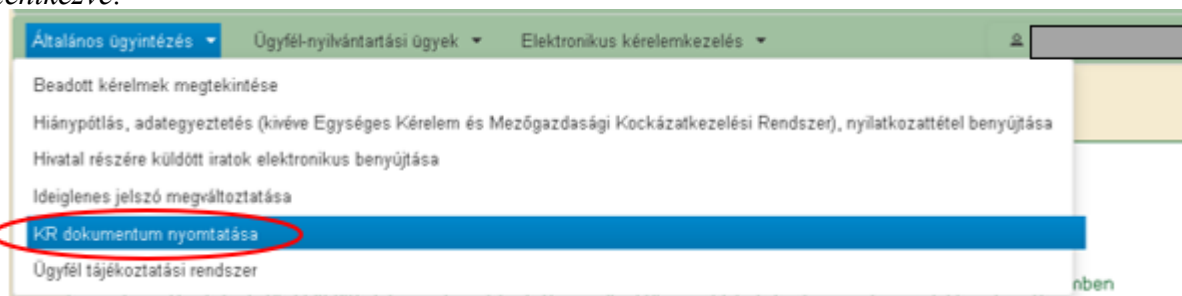 Általános ügyintézés Ügyfél-nyilvántartási ügyek Elektronikus kérelemkezelés
Beadott kérelmek megtekintése
Hiánypótlás, adategyeztetés (kivéve Egységes Kérelem és Mezőgazdasági Kockázatkezelési Rendszer), nyilatkozattétel benyújtása
Hivatal részére küldött iratok elektronikus benyújtása
Ideiglenes jelszó megváltoztatása
KR dokumentum nyomtatása
Ügyfél tájékoztatási rendszer